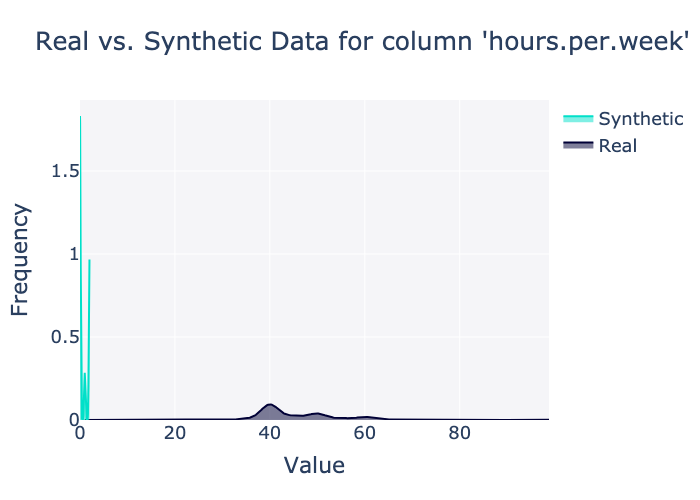 Real vs. Synthetic Data for column 'hours.per.week'
Synthetic
Real
1.5
1
0.5
0
0 20 40 60 80
Frequency
Value